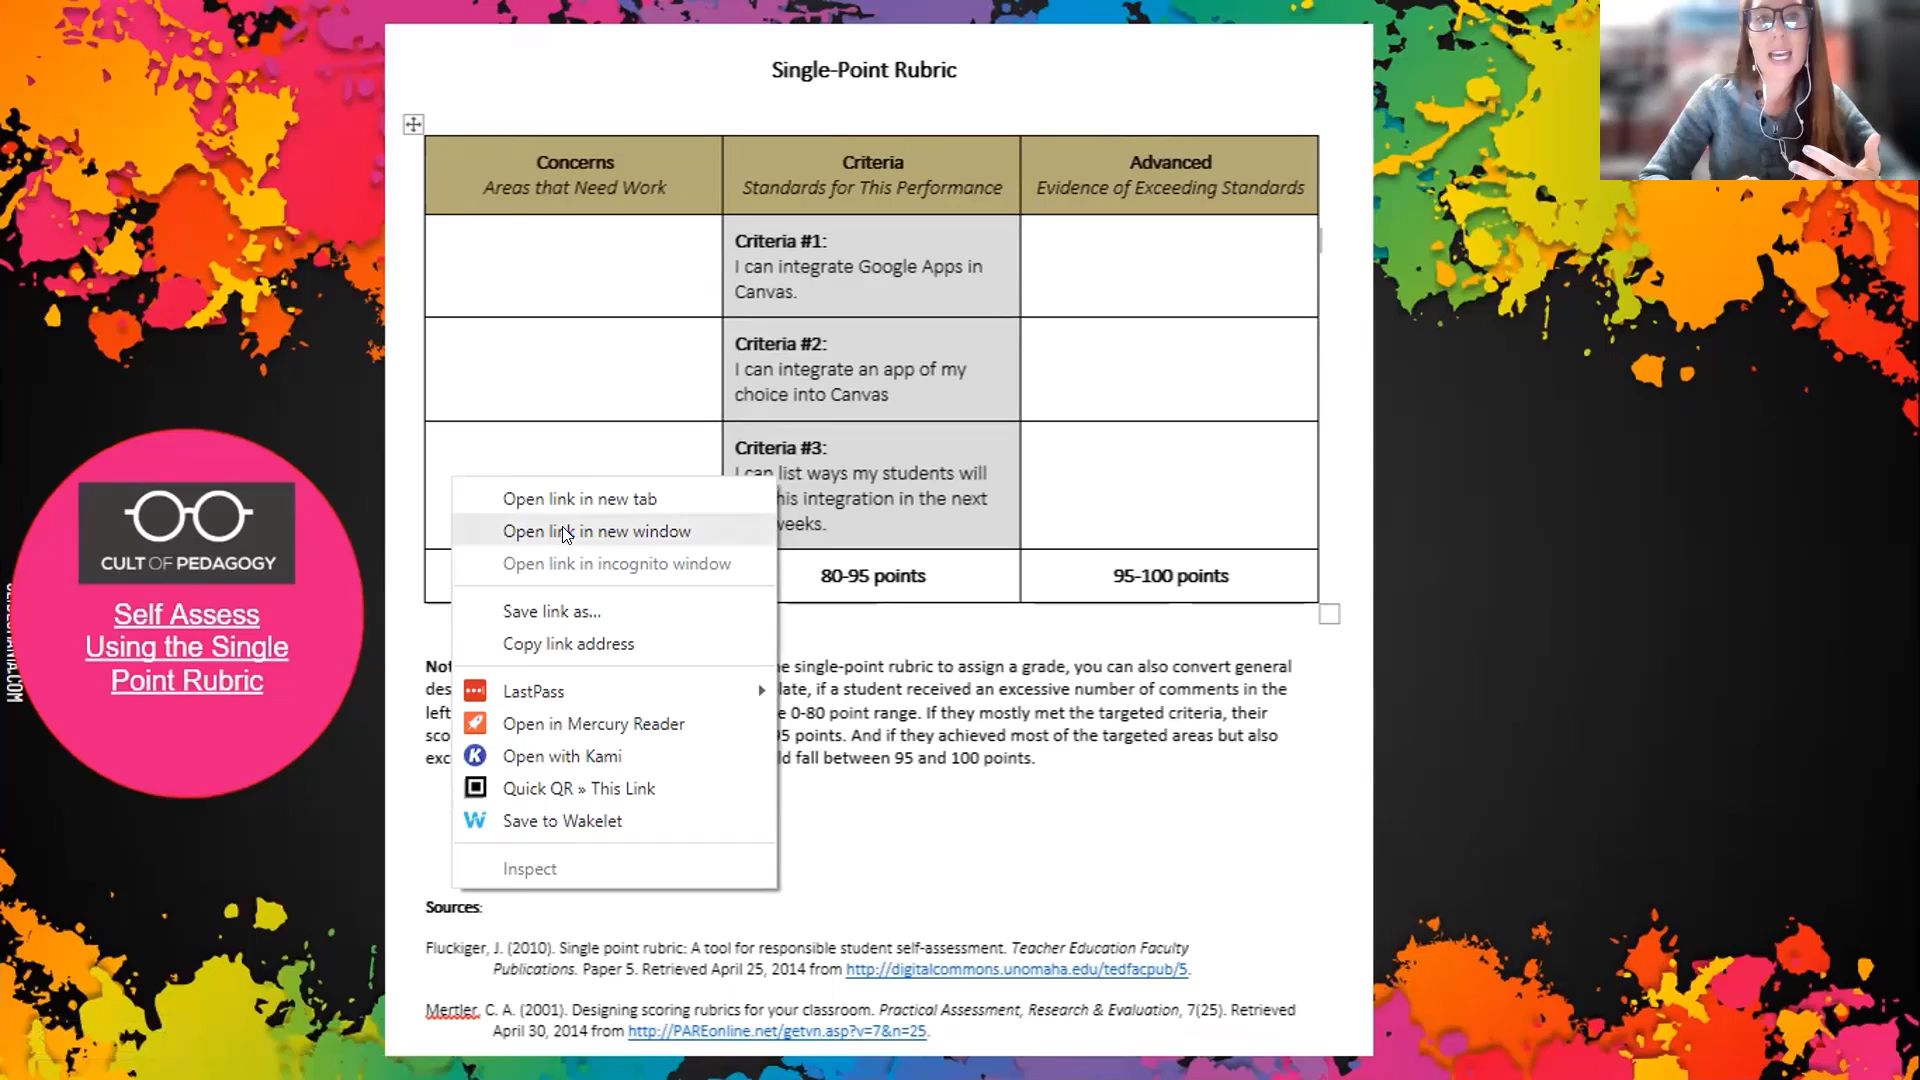 Single-Point Rubric
Concerns
Areas that Need Work
Criteria
Standards for This Performance
Advanced
Evidence of Exceeding Standards
Criteria #1:
I can integrate Google Apps in
Canvas.
Criteria #2:
I can integrate an app of my
choice into Canvas
Criteria #3:
I can list ways my students will
his integration in the next
weeks.
80-95 points
95-100 points
Open link in new tab
Open link in new window
Open link in incognito window
Save link as...
Copy link address
LastPass
Open in Mercury Reader
Open with Kami
Quick QR » This Link
Save to Wakelet
Inspect
single-point rubric to assign a grade, you can also convert general
if a student received an excessive number of comments in the
left
0-80 point range. If they mostly met the targeted criteria, their
95 points. And if they achieved most of the targeted areas but also
fall between 95 and 100 points.
CULT OF PEDAGOGY
Self Assess
Using the Single
Point Rubric
Sources:
Fluckiger, J. (2010). Single point rubric: A tool for responsible student self-assessment. Teacher Education Faculty
Publications. Paper 5. Retrieved April 25, 2014 from http://digitalcommons.unomaha.edu/tedfacpub/5.
Mertler, C. A. (2001). Designing scoring rubrics for your classroom. Practical Assessment, Research & Evaluation, 7(25). Retrieved
April 30, 2014 from http://PAREonline.net/getvn.asp?v=7&n=25.